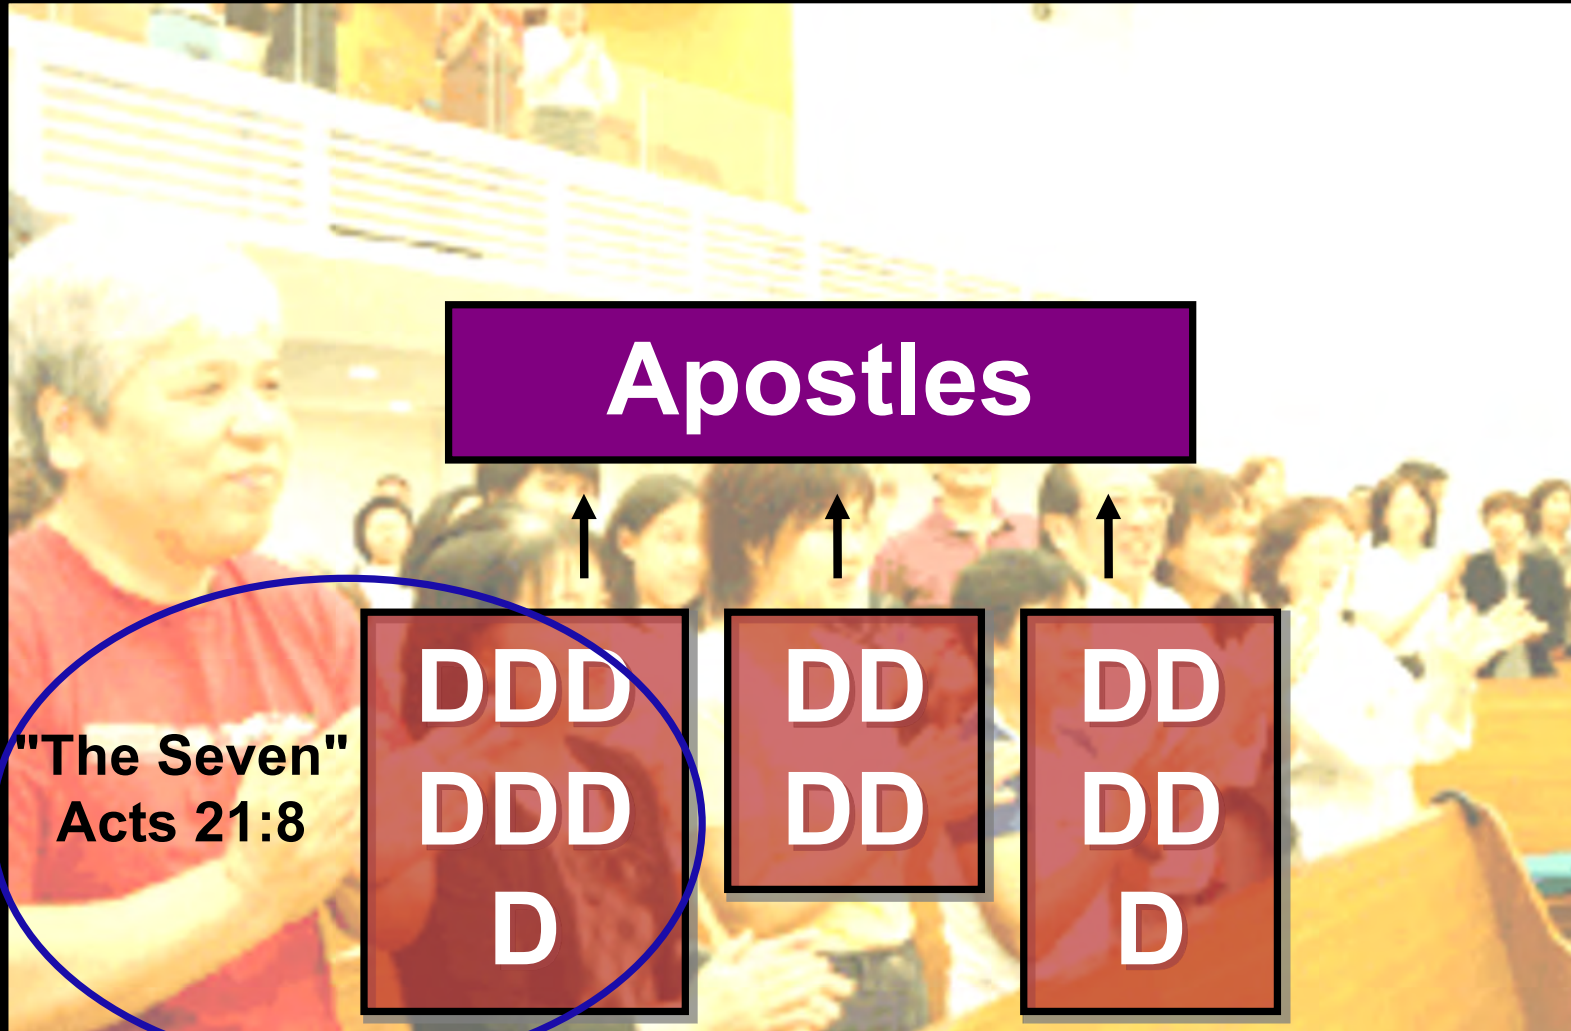 Apostles
"The Seven"
Acts 21:8
DDD
DDD
D
DD
DD
DD
DD
D